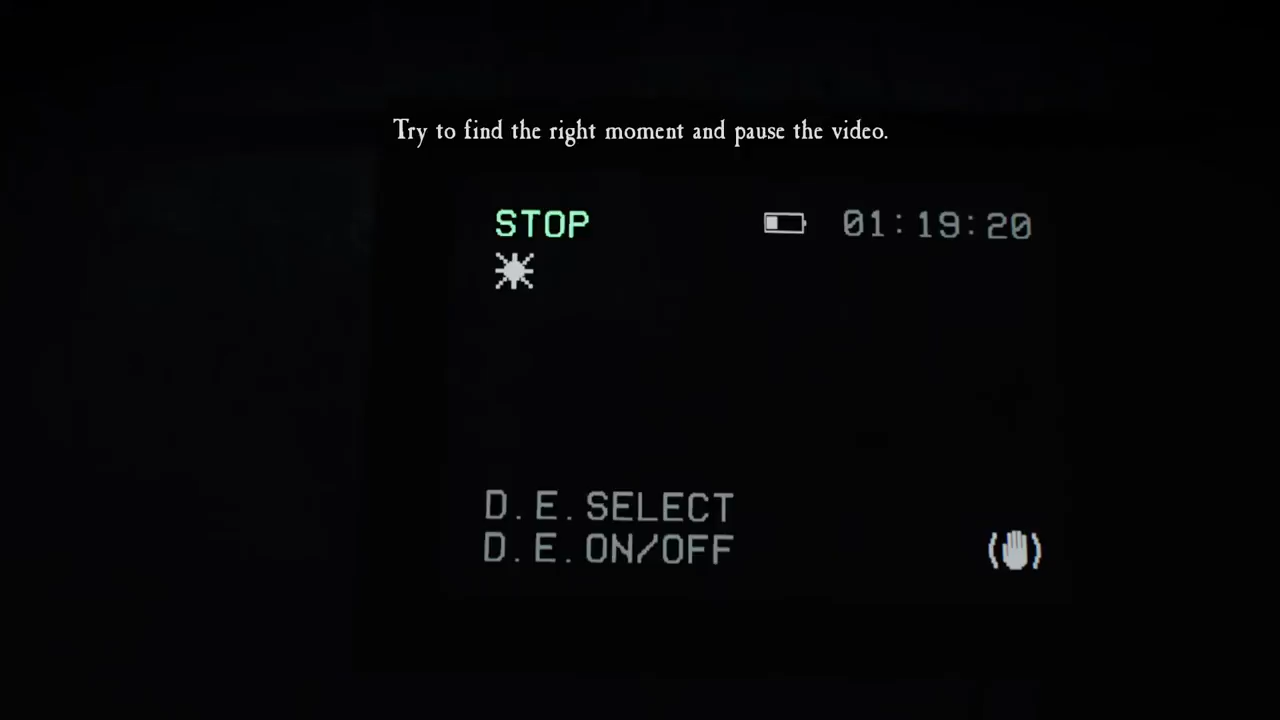 Try to find the right moment and pause the video.
STOP 01:19:20
D.E.SELECT
D.E.ON/OFF